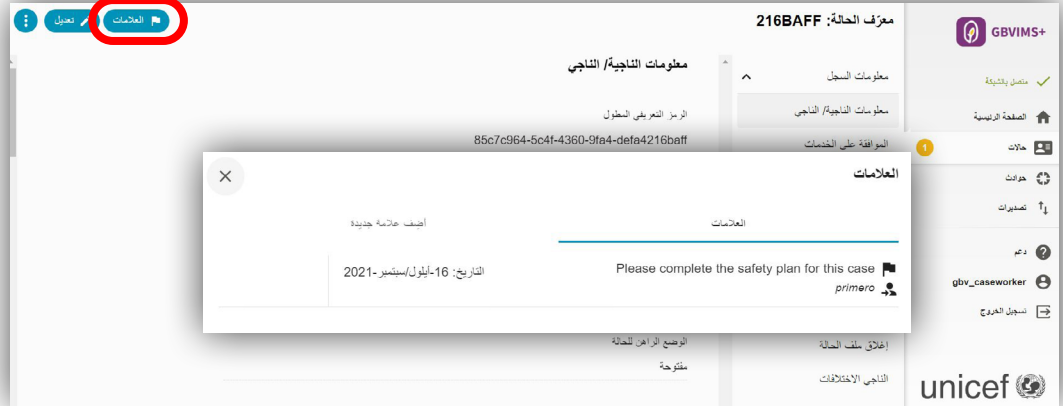 GBVIMS+
متصل بالشبكة
الصفحة الرئيسية
حالات
1
حوادث
تصديرات
دعم
gbv_caseworker
تسجيل الخروج
unicef
معرّف الحالة: 216BAFF
العلامات
تعديل
معلومات السجل
معلومات الناجية/ الناجي
الموافقة على الخدمات
إغلاق ملف الحالة
الناجي الاختلافات
معلومات الناجية/ الناجي
الرمز التعريفي المطول
85c7c964-5c4f-4360-9fa4-defa4216baff
العلامات
العلامات
أضِف علامة جديدة
Please complete the safety plan for this case
primero
التاريخ: 16-أيلول/سبتمبر-2021
الوضع الراهن للحالة
مفتوحة